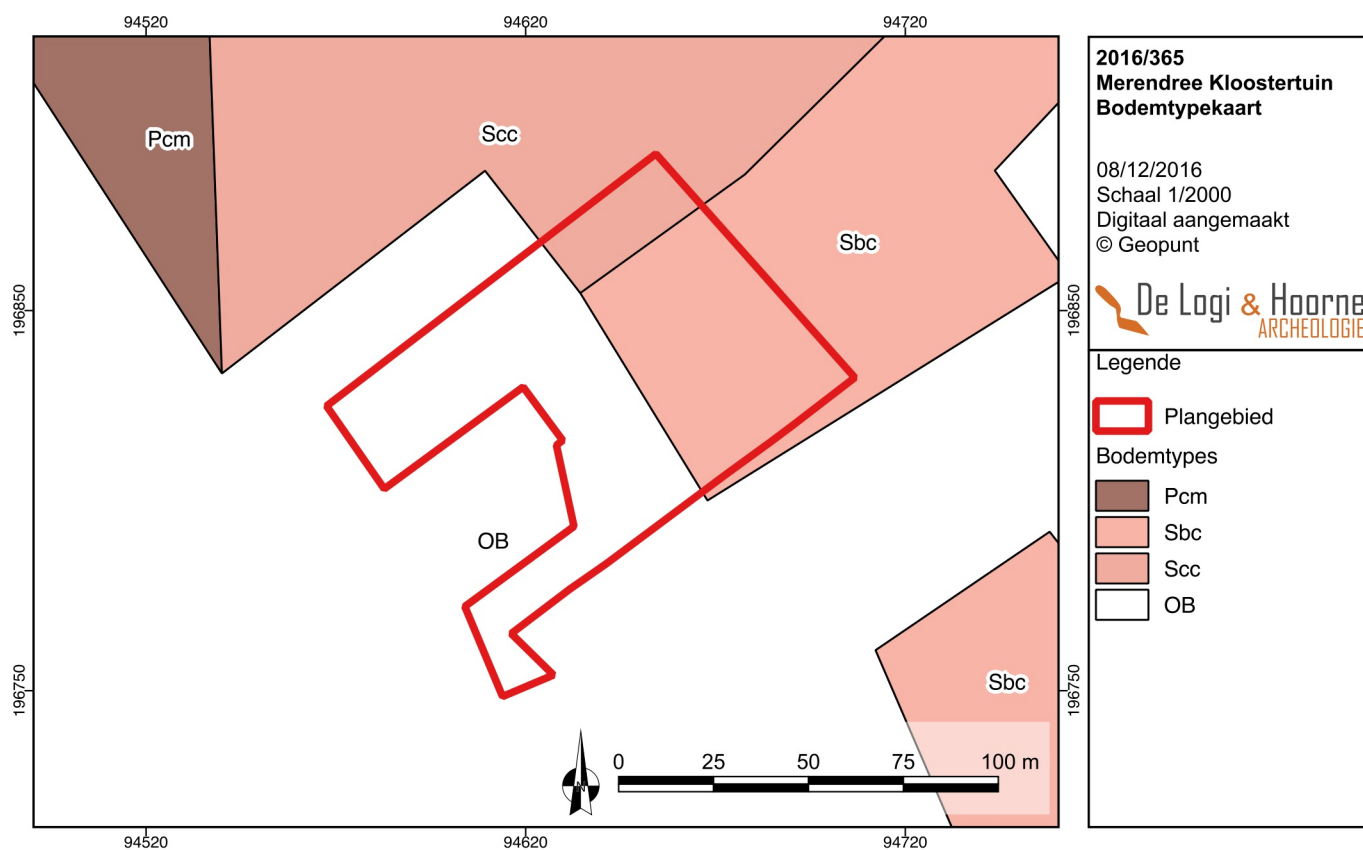 94520 94620 94720
2016/365
Merendree Kloostertuin
Bodemtypekaart
08/12/2016
Schaal 1/2000
Digitaal aangemaakt
© Geopunt
De Logi & Hoorne
ARCHEOLOGIE
Legende
Plangebied
Bodemtypes
Pcm
Sbc
Scc
OB
Pcm
Scc
Sbc
196850
196850
OB
Sbc
196750
196750
N
0 25 50 75 100 m
94520 94620 94720